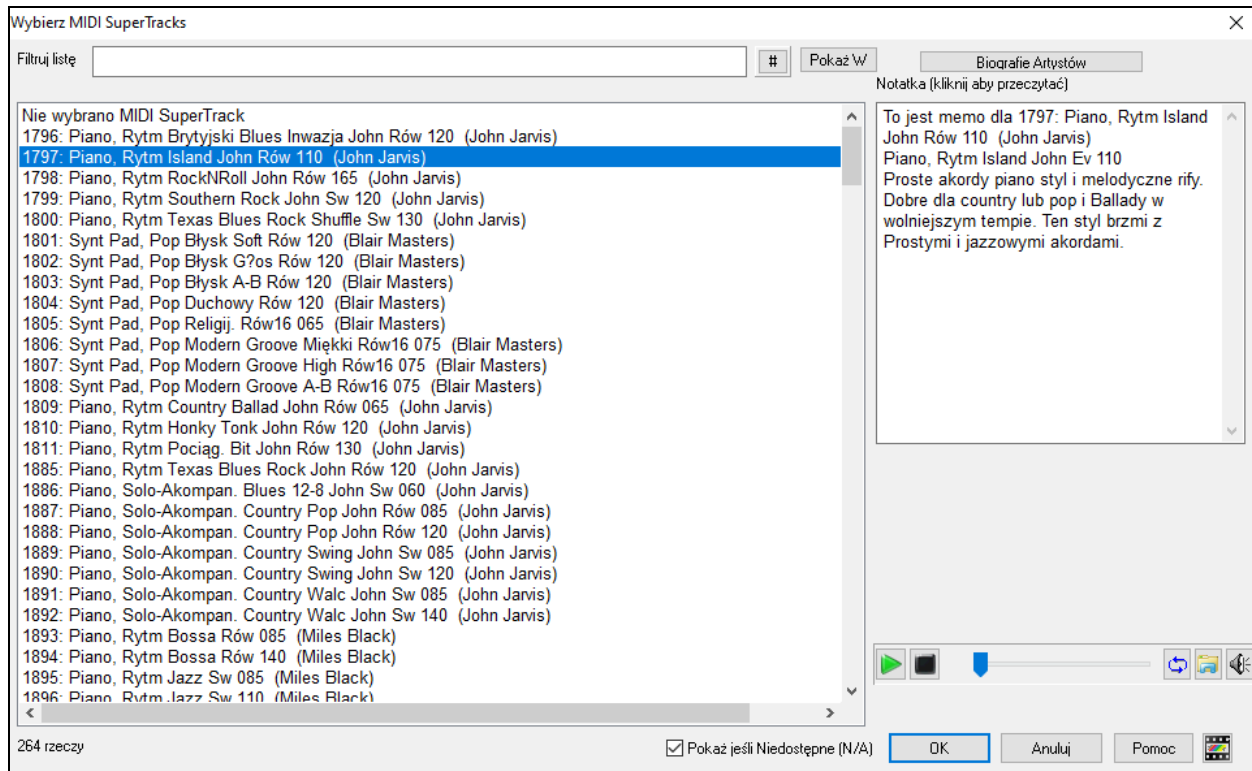 Wybierz MIDI SuperTracks
Filtruj listę
#
Pokaż W
Biografie Artystów
Notatka (kliknij aby przeczytać)
Nie wybrano MIDI SuperTrack
1796: Piano, Rytm Brytyjski Blues Inwazja John Rów 120 (John Jarvis)
1797: Piano, Rytm Island John Rów 110 (John Jarvis)
1798: Piano, Rytm RockNRoll John Rów 165 (John Jarvis)
1799: Piano, Rytm Southern Rock John Sw 120 (John Jarvis)
1800: Piano, Rytm Texas Blues Rock Shuffle Sw 130 (John Jarvis)
1801: Synt Pad, Pop Błysk Soft Rów 120 (Blair Masters)
1802: Synt Pad, Pop Błysk G?os Rów 120 (Blair Masters)
1803: Synt Pad, Pop Błysk A-B Rów 120 (Blair Masters)
1804: Synt Pad, Pop Duchowy Rów 120 (Blair Masters)
1805: Synt Pad, Pop Religij. Rów16 065 (Blair Masters)
1806: Synt Pad, Pop Modern Groove Miękki Rów16 075 (Blair Masters)
1807: Synt Pad, Pop Modern Groove High Rów16 075 (Blair Masters)
1808: Synt Pad, Pop Modern Groove A-B Rów16 075 (Blair Masters)
1809: Piano, Rytm Country Ballad John Rów 065 (John Jarvis)
1810: Piano, Rytm Honky Tonk John Rów 120 (John Jarvis)
1811: Piano, Rytm Pociąg. Bit John Rów 130 (John Jarvis)
1885: Piano, Rytm Texas Blues Rock John Rów 120 (John Jarvis)
1886: Piano, Solo-Akompan. Blues 12-8 John Sw 060 (John Jarvis)
1887: Piano, Solo-Akompan. Country Pop John Rów 085 (John Jarvis)
1888: Piano, Solo-Akompan. Country Pop John Rów 120 (John Jarvis)
1889: Piano, Solo-Akompan. Country Swing John Sw 085 (John Jarvis)
1890: Piano, Solo-Akompan. Country Swing John Sw 120 (John Jarvis)
1891: Piano, Solo-Akompan. Country Walc John Sw 085 (John Jarvis)
1892: Piano, Solo-Akompan. Country Walc John Sw 140 (John Jarvis)
1893: Piano, Rytm Bossa Rów 085 (Miles Black)
1894: Piano, Rytm Bossa Rów 140 (Miles Black)
1895: Piano, Rytm Jazz Sw 085 (Miles Black)
1896: Piano, Rytm Jazz Sw 110 (Miles Black)
To jest memo dla 1797: Piano, Rytm Island
John Rów 110 (John Jarvis)
Piano, Rytm Island John Ev 110
Proste akordy piano styl i melodyczne rify.
Dobre dla country lub pop i Ballady w
wolniejszym tempie. Ten styl brzmi z
Prostymi i jazzowymi akordami.
264 rzeczy
Pokaż jeśli Niedostępne (N/A)
OK
Anuluj
Pomoc